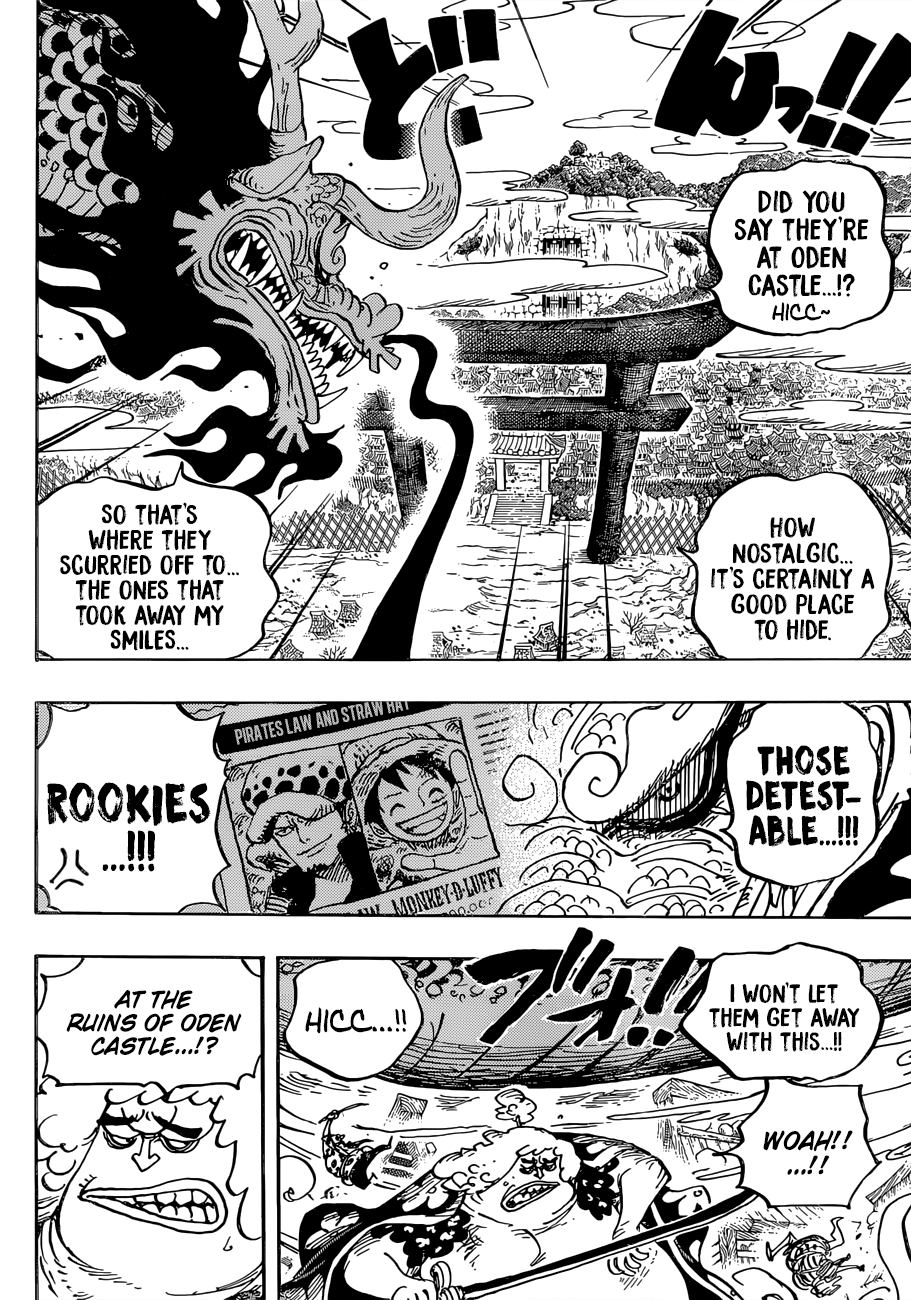 どんっ!!
DID YOU
SAY THEY'RE
AT ODEN
CASTLE...!?
HICC~
HOW
NOSTALGIC...
IT'S CERTAINLY A
GOOD PLACE
TO HIDE.
SO THAT'S
WHERE THEY
SCURRIED OFF TO...
THE ONES THAT
TOOK AWAY MY
SMILES...
THOSE
DETEST-
ABLE...!!!
PIRATES LAW AND STRAW HAT
MONKEY·D·LUFFY
ROOKIES
...!!!
I WON'T LET
THEM GET AWAY
WITH THIS...!!
ブオ!!
HICC...!!
WOAH!!
...!!
AT THE
RUINS OF ODEN
CASTLE...!?